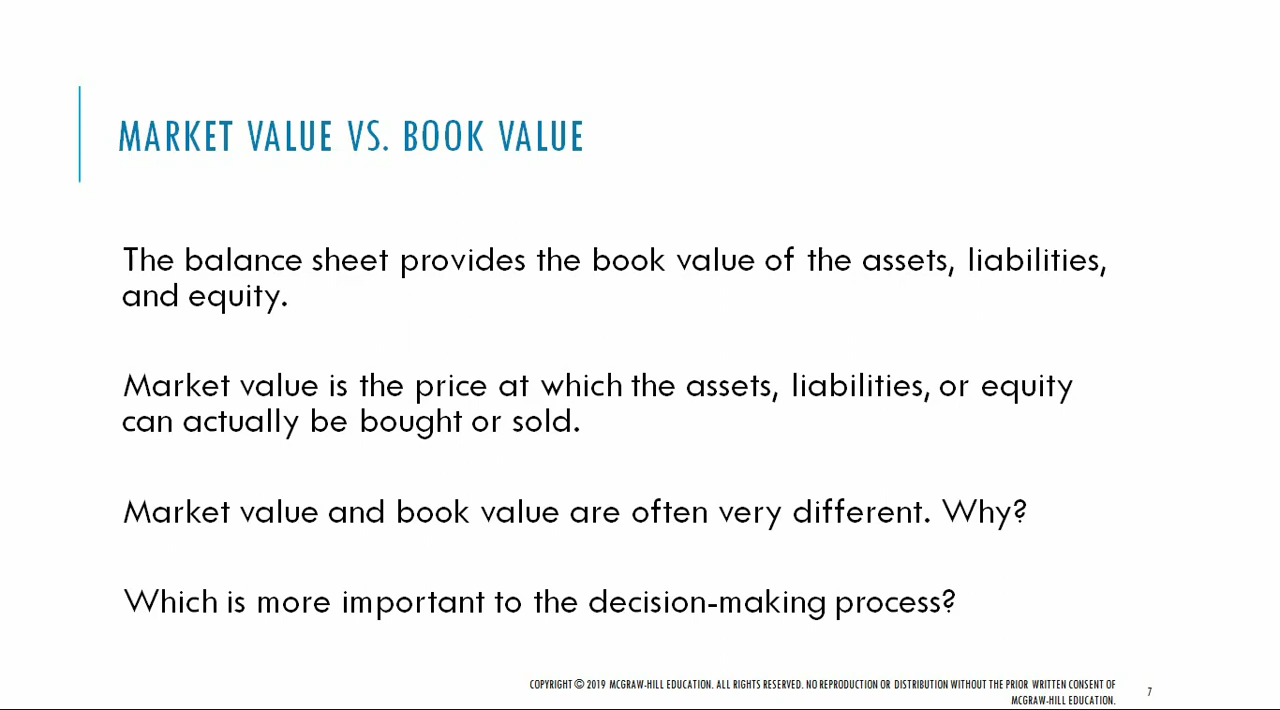 MARKET VALUE VS. BOOK VALUE
The balance sheet provides the book value of the assets, liabilities,
and equity.
Market value is the price at which the assets, liabilities, or equity
can actually be bought or sold.
Market value and book value are often very different. Why?
Which is more important to the decision-making process?
COPYRIGHT © 2019 MCGRAW-HILL EDUCATION. ALL RIGHTS RESERVED. NO REPRODUCTION OR DISTRIBUTION WITHOUT THE PRIOR WRITTEN CONSENT OF
MCGRAW-HILL EDUCATION.
7